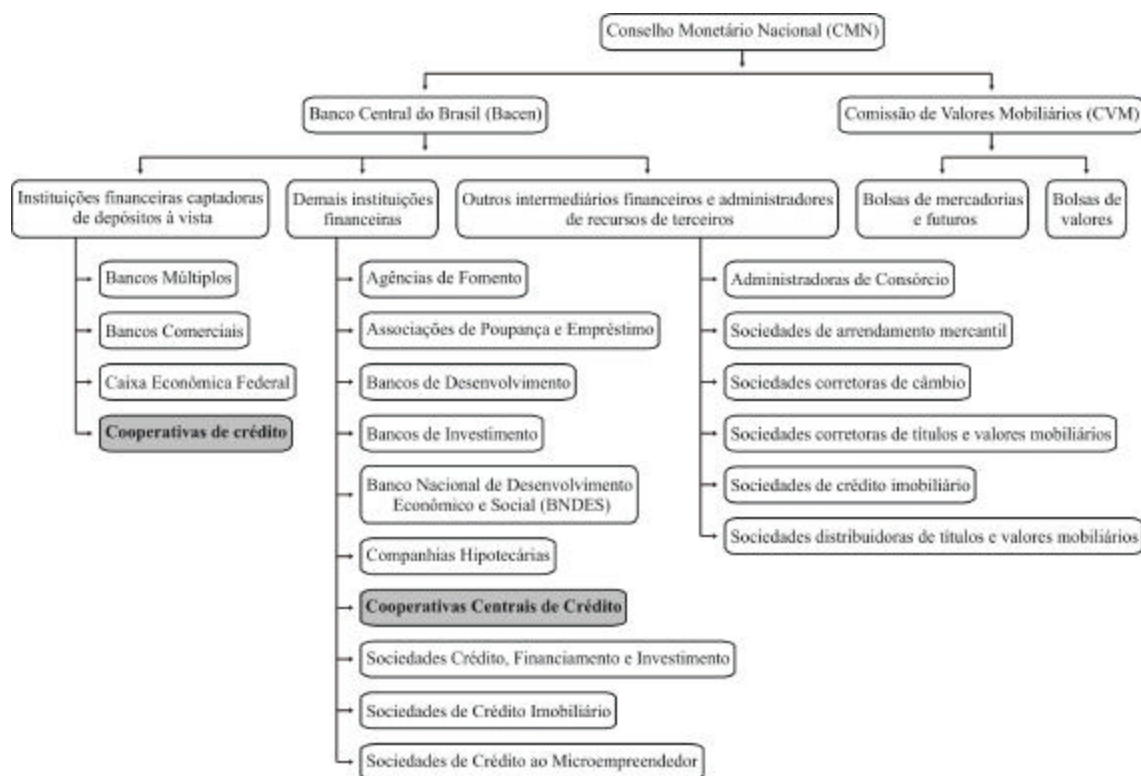 Conselho Monetário Nacional (CMN)
Banco Central do Brasil (Bacen)
Comissão de Valores Mobiliários (CVM)
Instituições financeiras captadoras
de depósitos à vista
Demais instituições
financeiras
Outros intermediários financeiros e administradores
de recursos de terceiros
Bolsas de mercadorias
e futuros
Bolsas de
valores
Bancos Múltiplos
Bancos Comerciais
Caixa Econômica Federal
Cooperativas de crédito
Agências de Fomento
Associações de Poupança e Empréstimo
Bancos de Desenvolvimento
Bancos de Investimento
Banco Nacional de Desenvolvimento
Econômico e Social (BNDES)
Companhias Hipotecárias
Cooperativas Centrais de Crédito
Sociedades Crédito, Financiamento e Investimento
Sociedades de Crédito Imobiliário
Sociedades de Crédito ao Microempreendedor
Administradoras de Consórcio
Sociedades de arrendamento mercantil
Sociedades corretoras de câmbio
Sociedades corretoras de títulos e valores mobiliários
Sociedades de crédito imobiliário
Sociedades distribuidoras de títulos e valores mobiliários